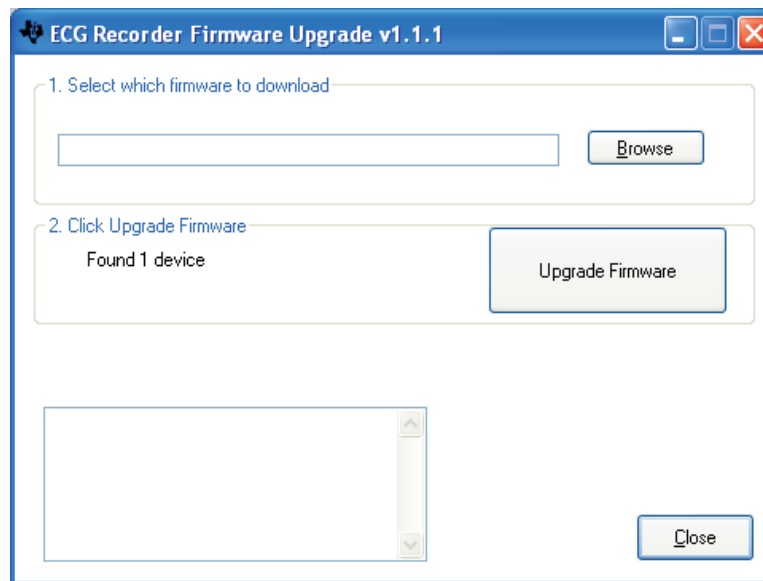 ECG Recorder Firmware Upgrade v1.1.1
1. Select which firmware to download
Browse
2. Click Upgrade Firmware
Found 1 device
Upgrade Firmware
Close